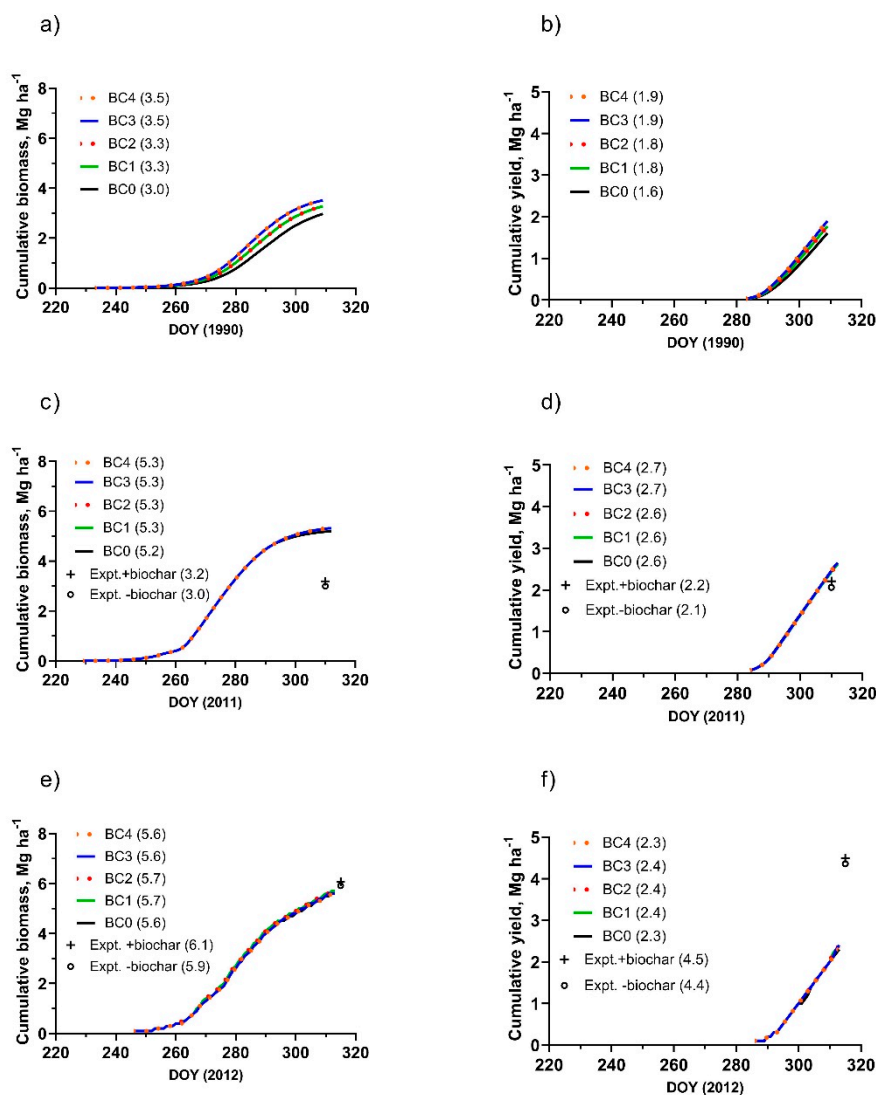 a)
Cumulative biomass, Mg ha⁻¹
8
6
4
2
0
BC4 (3.5)
BC3 (3.5)
BC2 (3.3)
BC1 (3.3)
BC0 (3.0)
220 240 260 280 300 320
DOY (1990)
b)
Cumulative yield, Mg ha⁻¹
5
4
3
2
1
0
BC4 (1.9)
BC3 (1.9)
BC2 (1.8)
BC1 (1.8)
BC0 (1.6)
220 240 260 280 300 320
DOY (1990)
c)
Cumulative biomass, Mg ha⁻¹
8
6
4
2
0
BC4 (5.3)
BC3 (5.3)
BC2 (5.3)
BC1 (5.3)
BC0 (5.2)
Expt.+biochar (3.2)
Expt. -biochar (3.0)
220 240 260 280 300 320
DOY (2011)
d)
Cumulative yield, Mg ha⁻¹
5
4
3
2
1
0
BC4 (2.7)
BC3 (2.7)
BC2 (2.6)
BC1 (2.6)
BC0 (2.6)
Expt.+biochar (2.2)
Expt.-biochar (2.1)
220 240 260 280 300 320
DOY (2011)
e)
Cumulative biomass, Mg ha⁻¹
8
6
4
2
0
BC4 (5.6)
BC3 (5.6)
BC2 (5.7)
BC1 (5.7)
BC0 (5.6)
Expt. +biochar (6.1)
Expt. -biochar (5.9)
220 240 260 280 300 320
DOY (2012)
f)
Cumulative yield, Mg ha⁻¹
5
4
3
2
1
0
BC4 (2.3)
BC3 (2.4)
BC2 (2.4)
BC1 (2.4)
BC0 (2.3)
Expt.+biochar (4.5)
Expt. -biochar (4.4)
220 240 260 280 300 320
DOY (2012)